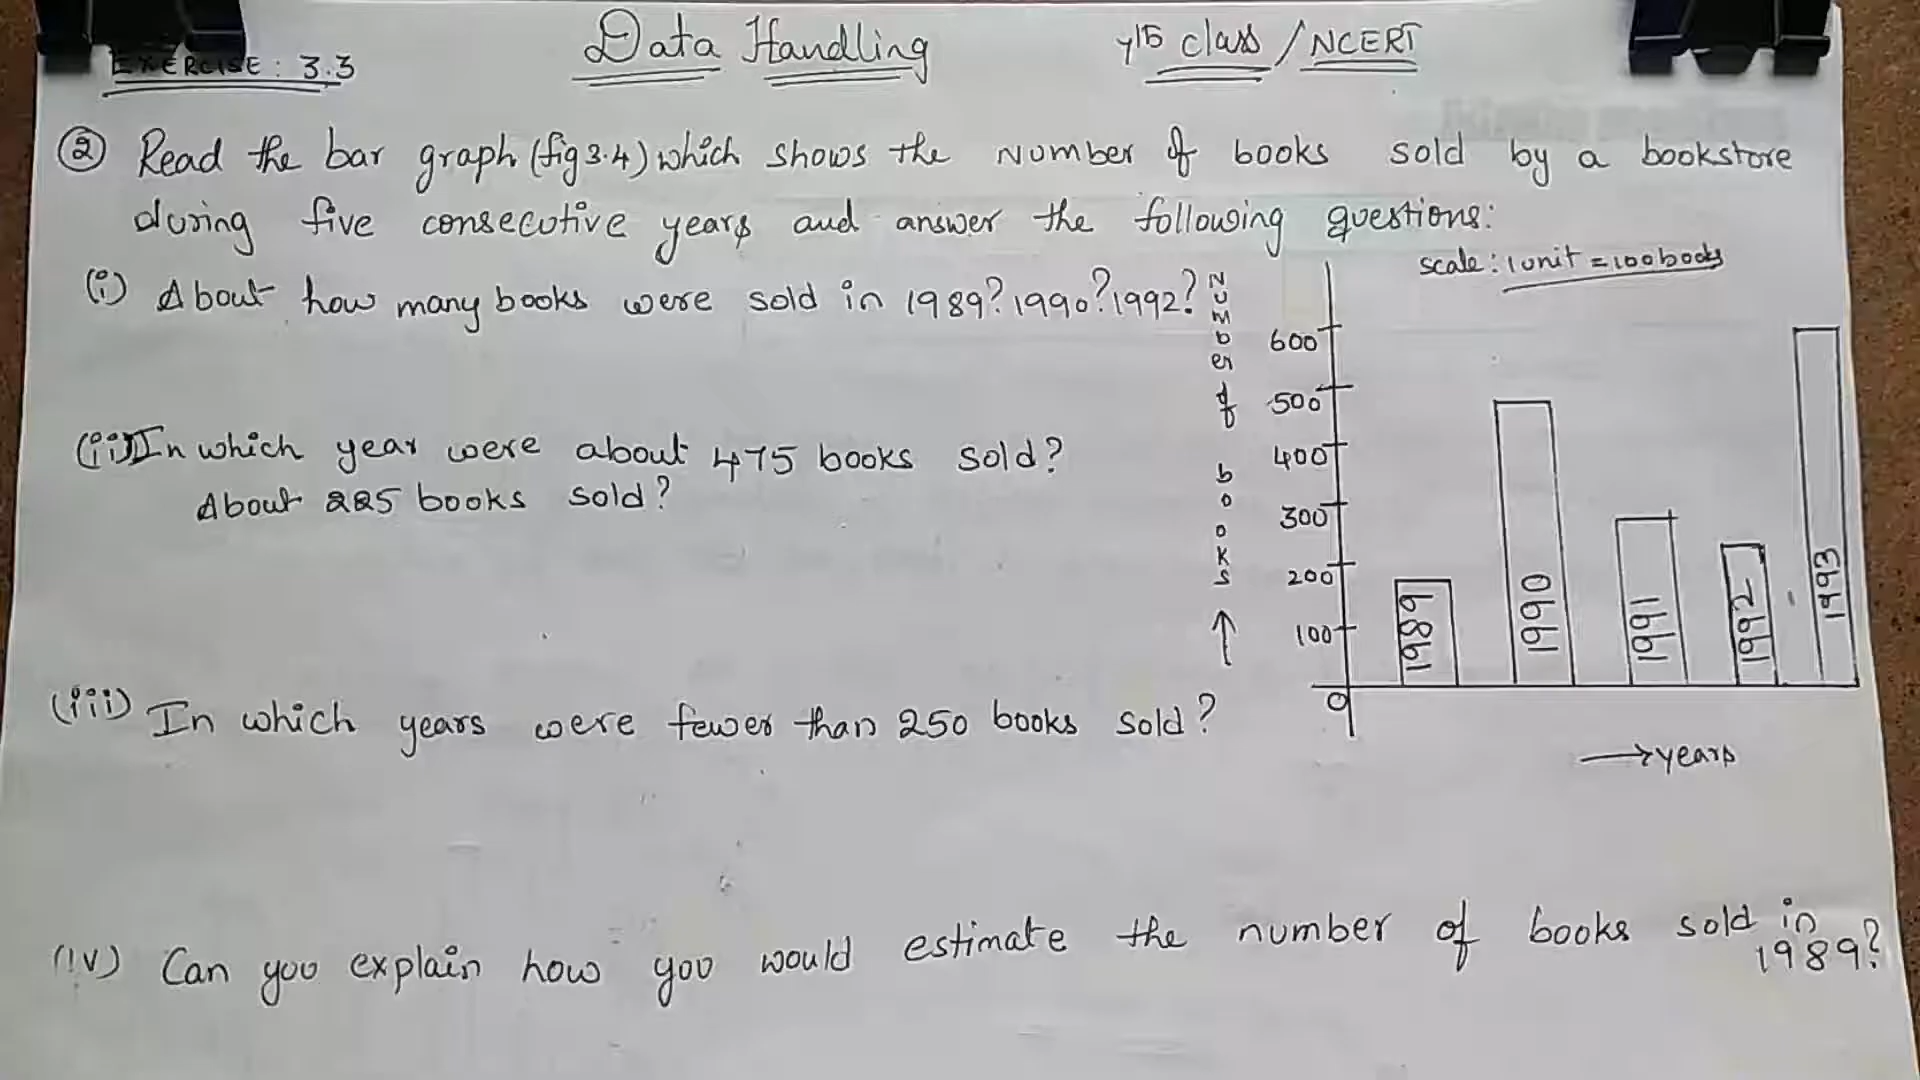 Data Handling
7th class / NCERT
EXERCISE : 3.3
② Read the bar graph (fig 3.4) which shows the Number of books sold by a bookstore
during five consecutive years and answer the following questions:
(i) About how many books were sold in 1989? 1990? 1992?
(ii) In which year were about 475 books sold?
About 225 books sold?
(iii) In which years were fewer than 250 books sold?
(iv) Can you explain how you would estimate the number of books sold in
1989?
scale : 1 unit = 100 books
Number of books
600
500
400
300
200
100
0
1989
1990
1991
1992
1993
years